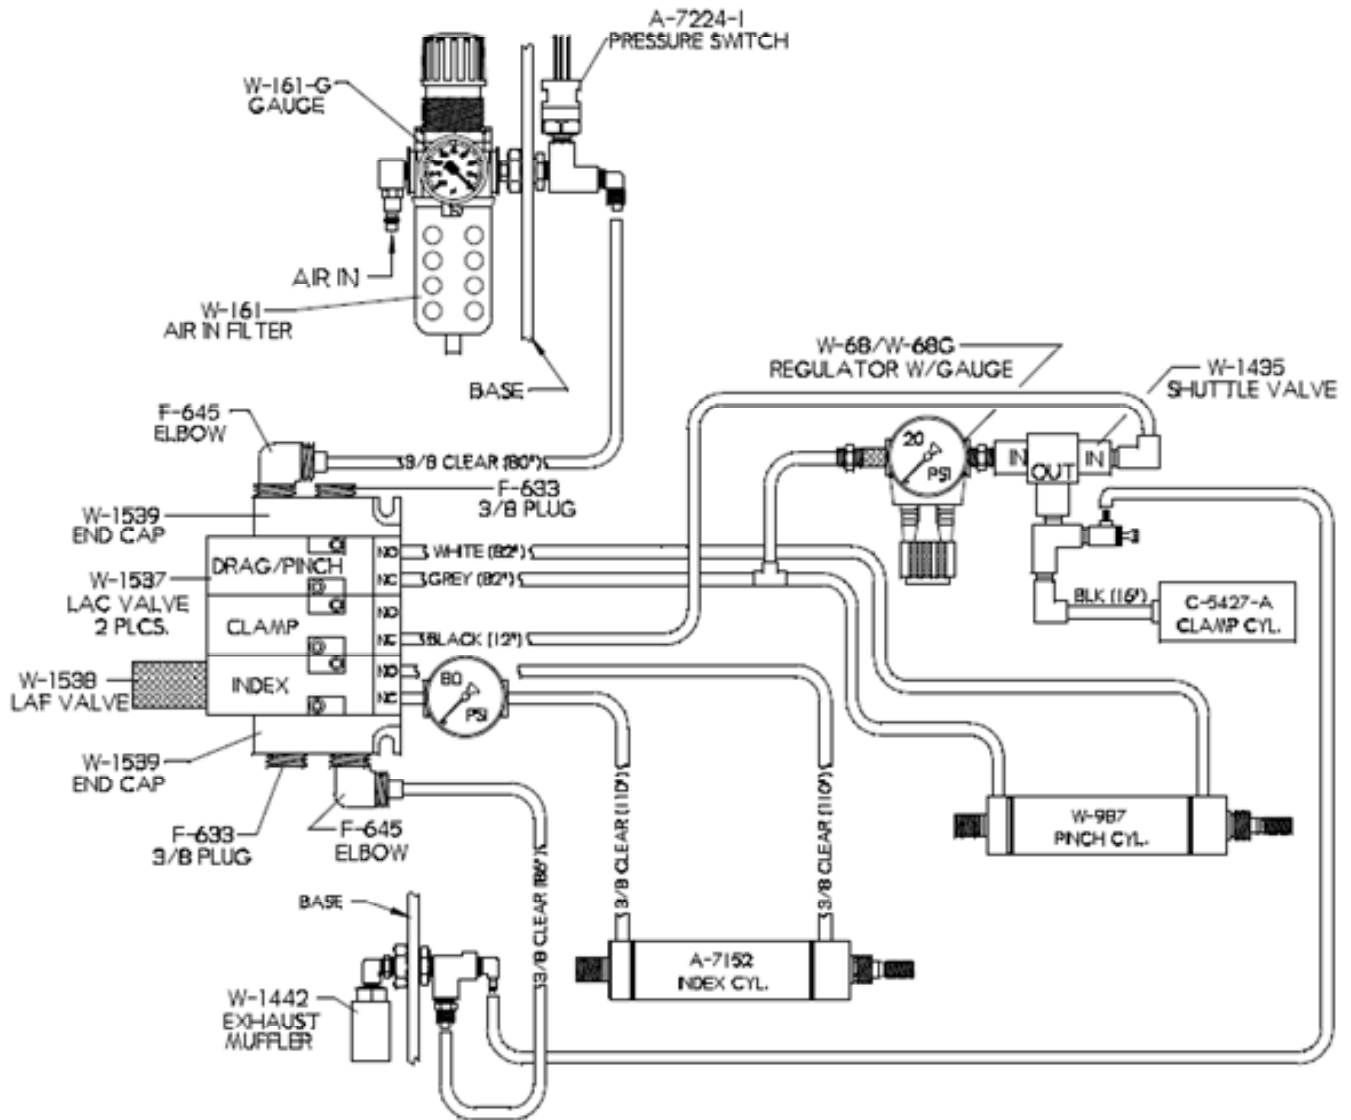 A-7224-1
PRESSURE SWITCH
W-161-G
GAUGE
AIR IN
W-161
AIR IN FILTER
BASE
W-68/W-68G
REGULATOR W/GAUGE
W-1435
SHUTTLE VALVE
F-645
ELBOW
3/8 CLEAR (80")
F-633
3/8 PLUG
20
PSI
IN
OUT
IN
W-1539
END CAP
DRAG/PINCH
NO
WHITE (82")
NC
GREY (82")
W-1537
LAC VALVE
2 PLCS.
CLAMP
NO
NC
BLACK (12")
BLK (16")
C-5427-A
CLAMP CYL.
W-1538
LAF VALVE
INDEX
NO
NC
80
PSI
W-1539
END CAP
F-633
3/8 PLUG
F-645
ELBOW
3/8 CLEAR (86")
3/8 CLEAR (110")
3/8 CLEAR (110")
W-987
PINCH CYL.
BASE
A-7152
INDEX CYL.
W-1442
EXHAUST
MUFFLER